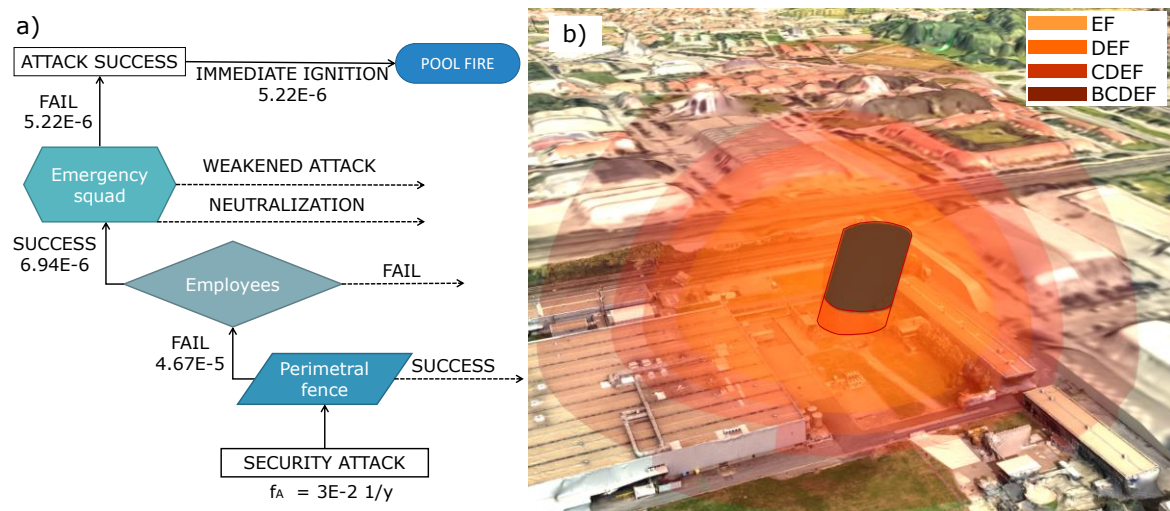 a)
ATTACK SUCCESS
IMMEDIATE IGNITION
5.22E-6
POOL FIRE
FAIL
5.22E-6
Emergency
squad
WEAKENED ATTACK
NEUTRALIZATION
SUCCESS
6.94E-6
Employees
FAIL
FAIL
4.67E-5
Perimetral
fence
SUCCESS
SECURITY ATTACK
fA = 3E-2 1/y
b)
EF
DEF
CDEF
BCDEF